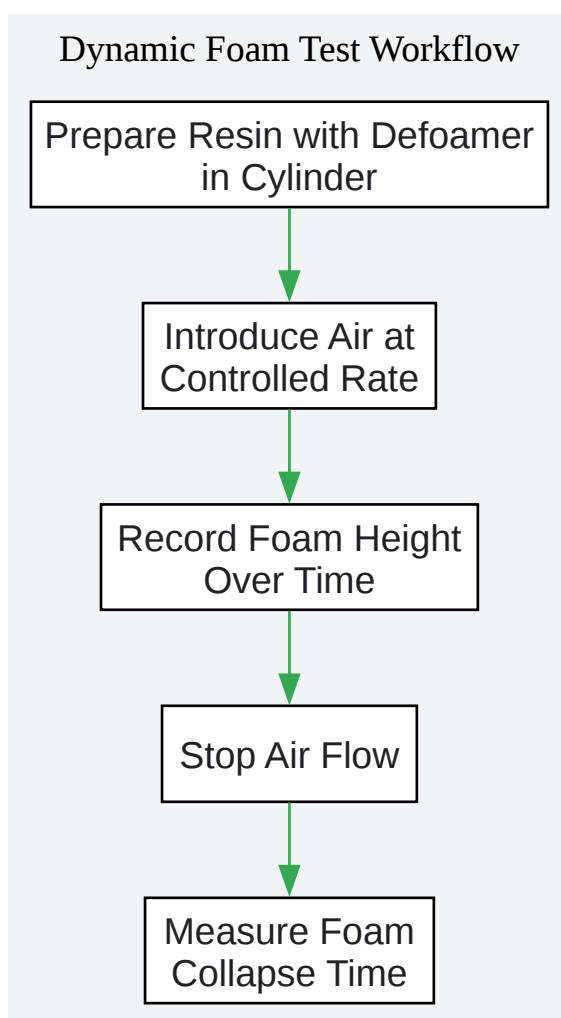 Dynamic Foam Test Workflow
Prepare Resin with Defoamer
in Cylinder
Introduce Air at
Controlled Rate
Record Foam Height
Over Time
Stop Air Flow
Measure Foam
Collapse Time